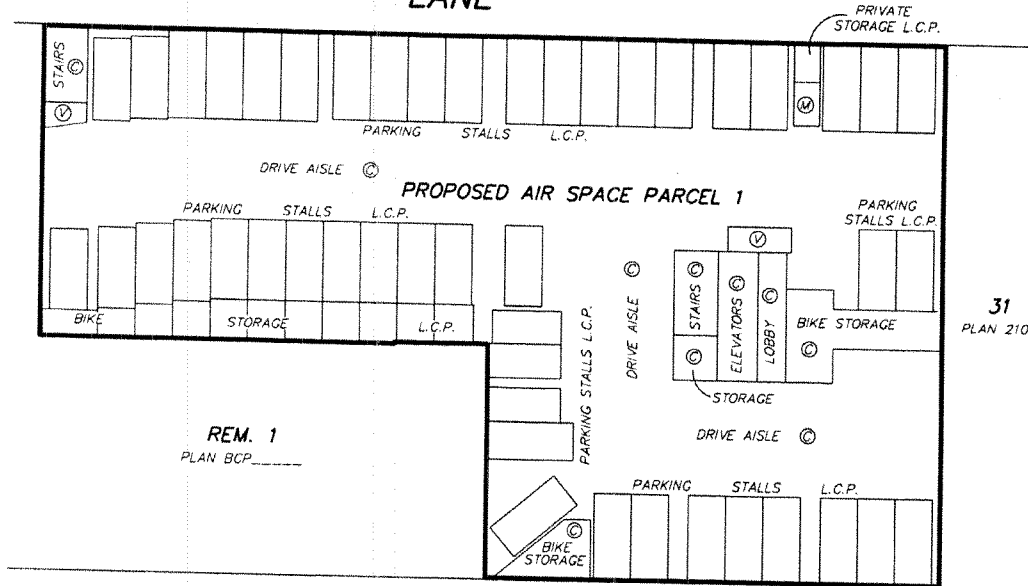 LANE
PRIVATE
STORAGE L.C.P.
STAIRS
C
V
M
PARKING STALLS L.C.P.
DRIVE AISLE C
PROPOSED AIR SPACE PARCEL 1
PARKING STALLS L.C.P.
PARKING
STALLS L.C.P.
V
C
DRIVE AISLE
C
STAIRS
C
ELEVATORS
C
LOBBY
BIKE STORAGE
C
C
STORAGE
31
PLAN 210
BIKE STORAGE L.C.P.
PARKING STALLS L.C.P.
REM. 1
PLAN BCP______
DRIVE AISLE C
PARKING STALLS L.C.P.
C
BIKE
STORAGE